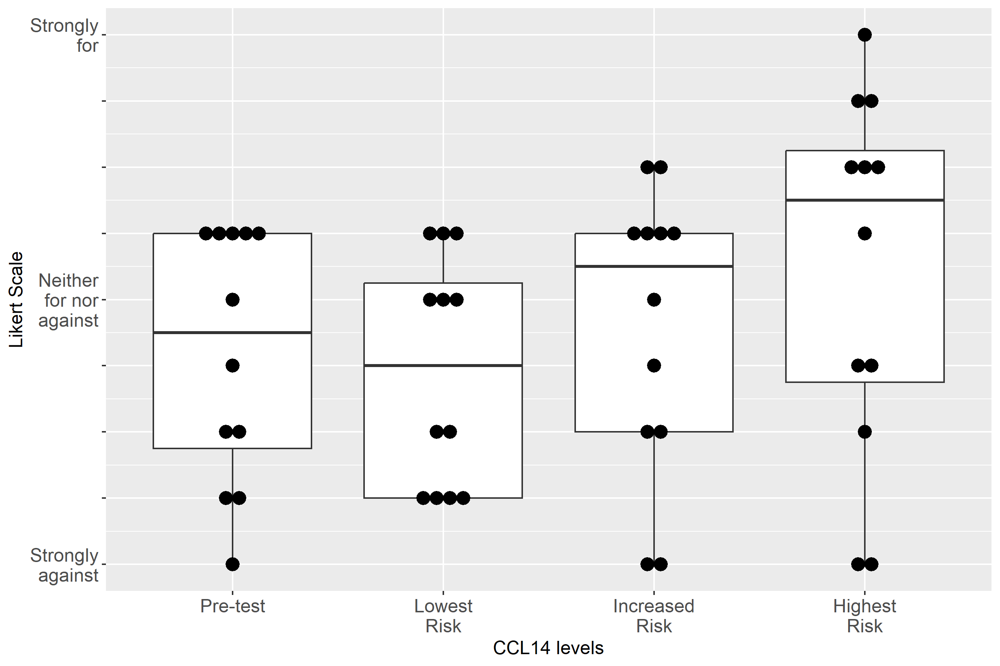 Strongly
for
Neither
for nor
against
Strongly
against
Likert Scale
Pre-test
Lowest
Risk
Increased
Risk
Highest
Risk
CCL14 levels